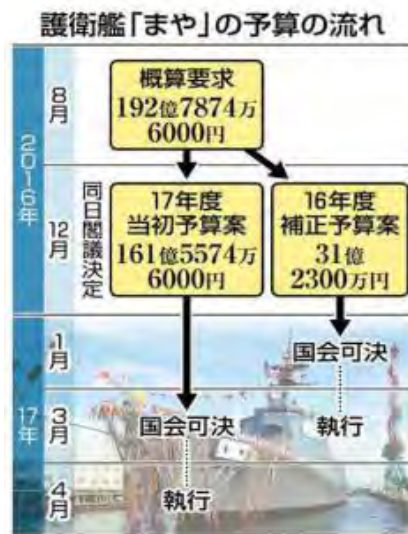 護衛艦「まや」の予算の流れ
2016年
8月
概算要求
192億7874万
6000円
12月
同日閣議決定
17年度
当初予算案
161億5574万
6000円
16年度
補正予算案
31億
2300万円
17年
1月
国会可決
3月
国会可決
執行
4月
執行